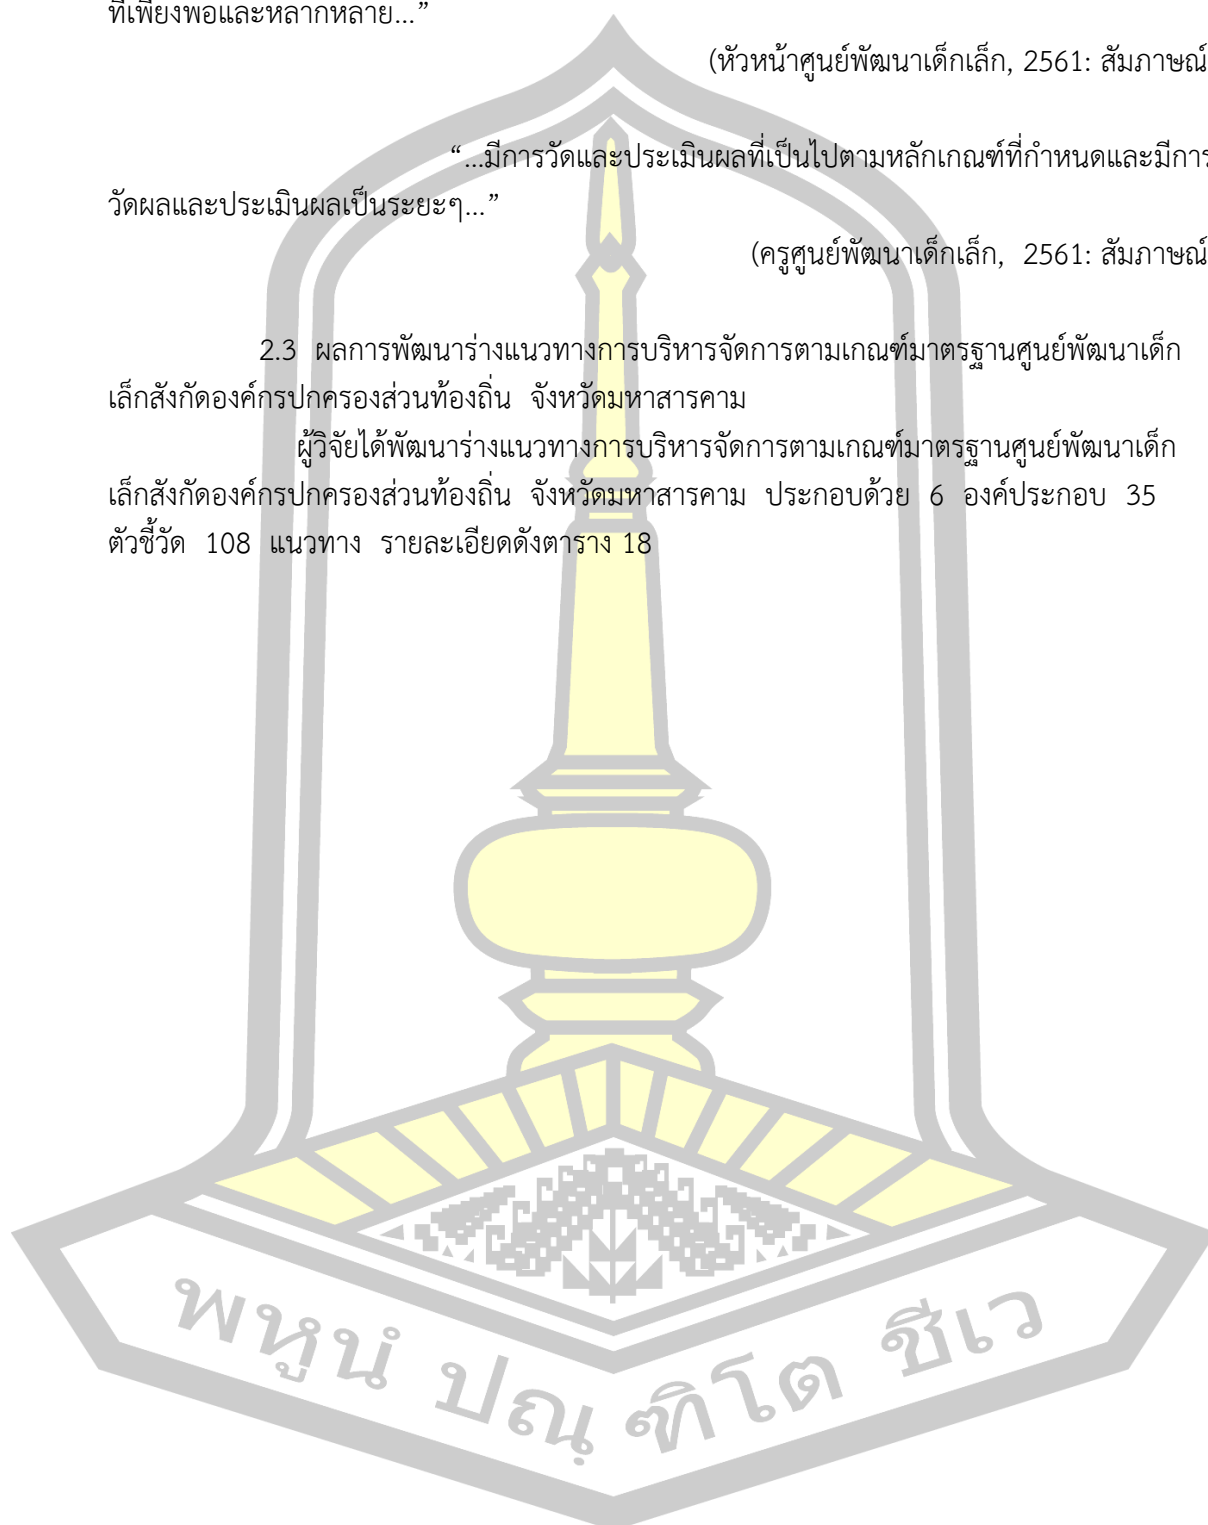 ที่เพียงพอและหลากหลาย...”
(หัวหน้าศูนย์พัฒนาเด็กเล็ก, 2561: สัมภาษณ์
“...มีการวัดและประเมินผลที่เป็นไปตามหลักเกณฑ์ที่กำหนดและมีการ
วัดผลและประเมินผลเป็นระยะๆ...”
(ครูศูนย์พัฒนาเด็กเล็ก, 2561: สัมภาษณ์
2.3 ผลการพัฒนาร่างแนวทางการบริหารจัดการตามเกณฑ์มาตรฐานศูนย์พัฒนาเด็ก
เล็กสังกัดองค์กรปกครองส่วนท้องถิ่น จังหวัดมหาสารคาม
ผู้วิจัยได้พัฒนาร่างแนวทางการบริหารจัดการตามเกณฑ์มาตรฐานศูนย์พัฒนาเด็ก
เล็กสังกัดองค์กรปกครองส่วนท้องถิ่น จังหวัดมหาสารคาม ประกอบด้วย 6 องค์ประกอบ 35
ตัวชี้วัด 108 แนวทาง รายละเอียดดังตาราง 18
พหูนํ ปณฺฑิโต ชีเว